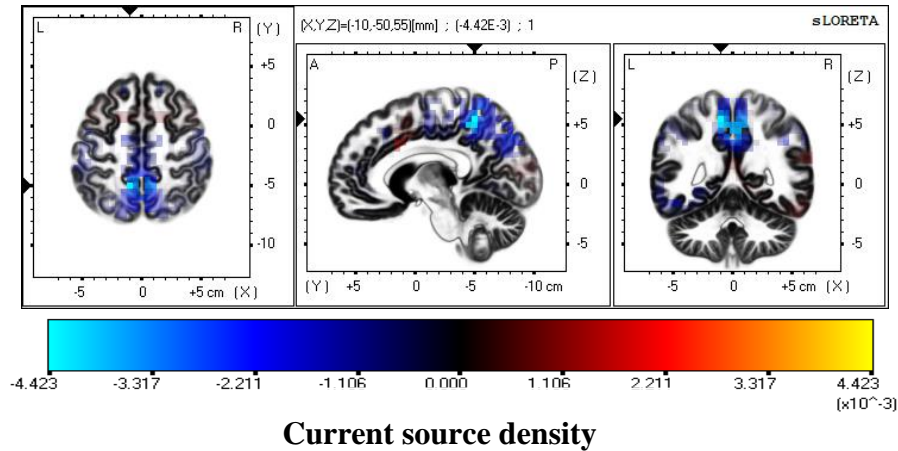 (X,Y,Z)=(-10,-50,55)[mm] ; (-4.42E-3) ; 1
sLORETA
L R (Y)
+5
0
-5
-10
-5 0 +5 cm (X)
A P (Z)
+5
0
-5
(Y) +5 0 -5 -10 cm
L R (Z)
+5
0
-5
-5 0 +5 cm (X)
-4.423 -3.317 -2.211 -1.106 0.000 1.106 2.211 3.317 4.423
(x10^-3)
Current source density